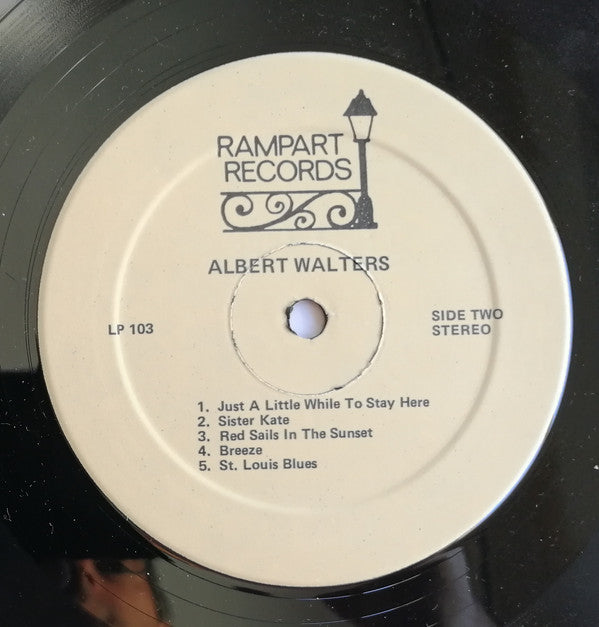 RAMPART
RECORDS
ALBERT WALTERS
LP 103
SIDE TWO
STEREO
1. Just A Little While To Stay Here
2. Sister Kate
3. Red Sails In The Sunset
4. Breeze
5. St. Louis Blues